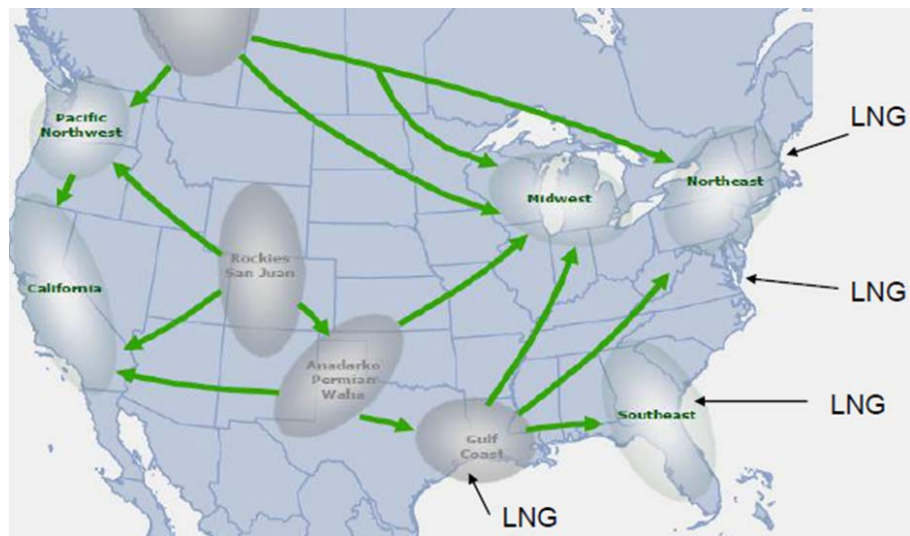 LNG
Pacific
Northwest
Northeast
Midwest
Rockies
San Juan
California
LNG
Anadarko
Permian
Waha
LNG
Southeast
Gulf
Coast
LNG